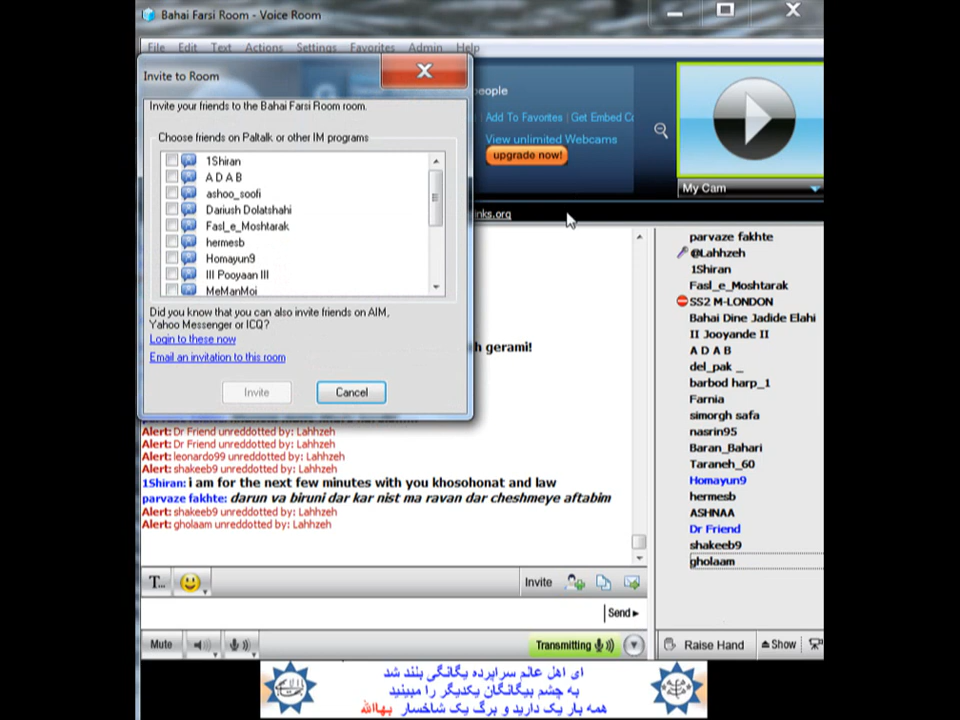 Bahai Farsi Room - Voice Room
File Edit Text Actions Settings Favorites Admin Help
Invite to Room
Invite your friends to the Bahai Farsi Room room.
Choose friends on Paltalk or other IM programs
1Shiran
A D A B
ashoo_soofi
Dariush Dolatshahi
Fasl_e_Moshtarak
hermesb
Homayun9
III Pooyaan III
MeManMoi
Did you know that you can also invite friends on AIM,
Yahoo Messenger or ICQ?
Login to these now
Email an invitation to this room
Invite Cancel
people
Add To Favorites | Get Embed Co
View unlimited Webcams
upgrade now!
My Cam
nks.org
h gerami!
Alert: Dr Friend unreddotted by: Lahhzeh
Alert: Dr Friend unreddotted by: Lahhzeh
Alert: leonardo99 unreddotted by: Lahhzeh
Alert: shakeeb9 unreddotted by: Lahhzeh
1Shiran: i am for the next few minutes with you khosohonat and law
parvaze fakhte: darun va biruni dar kar nist ma ravan dar cheshmeye aftabim
Alert: shakeeb9 unreddotted by: Lahhzeh
Alert: gholaam unreddotted by: Lahhzeh
parvaze fakhte
@Lahhzeh
1Shiran
Fasl_e_Moshtarak
SS2 M-LONDON
Bahai Dine Jadide Elahi
II Jooyande II
A D A B
del_pak _
barbod harp_1
Farnia
simorgh safa
nasrin95
Baran_Bahari
Taraneh_60
Homayun9
hermesb
ASHNAA
Dr Friend
shakeeb9
gholaam
T... Invite
Send
Mute Transmitting Raise Hand Show
ای اهل عالم سراپرده یگانگی بلند شد
به چشم بیگانگان یکدیگر را مبینید
همه بار یک دارید و برگ یک شاخسار بهاالله